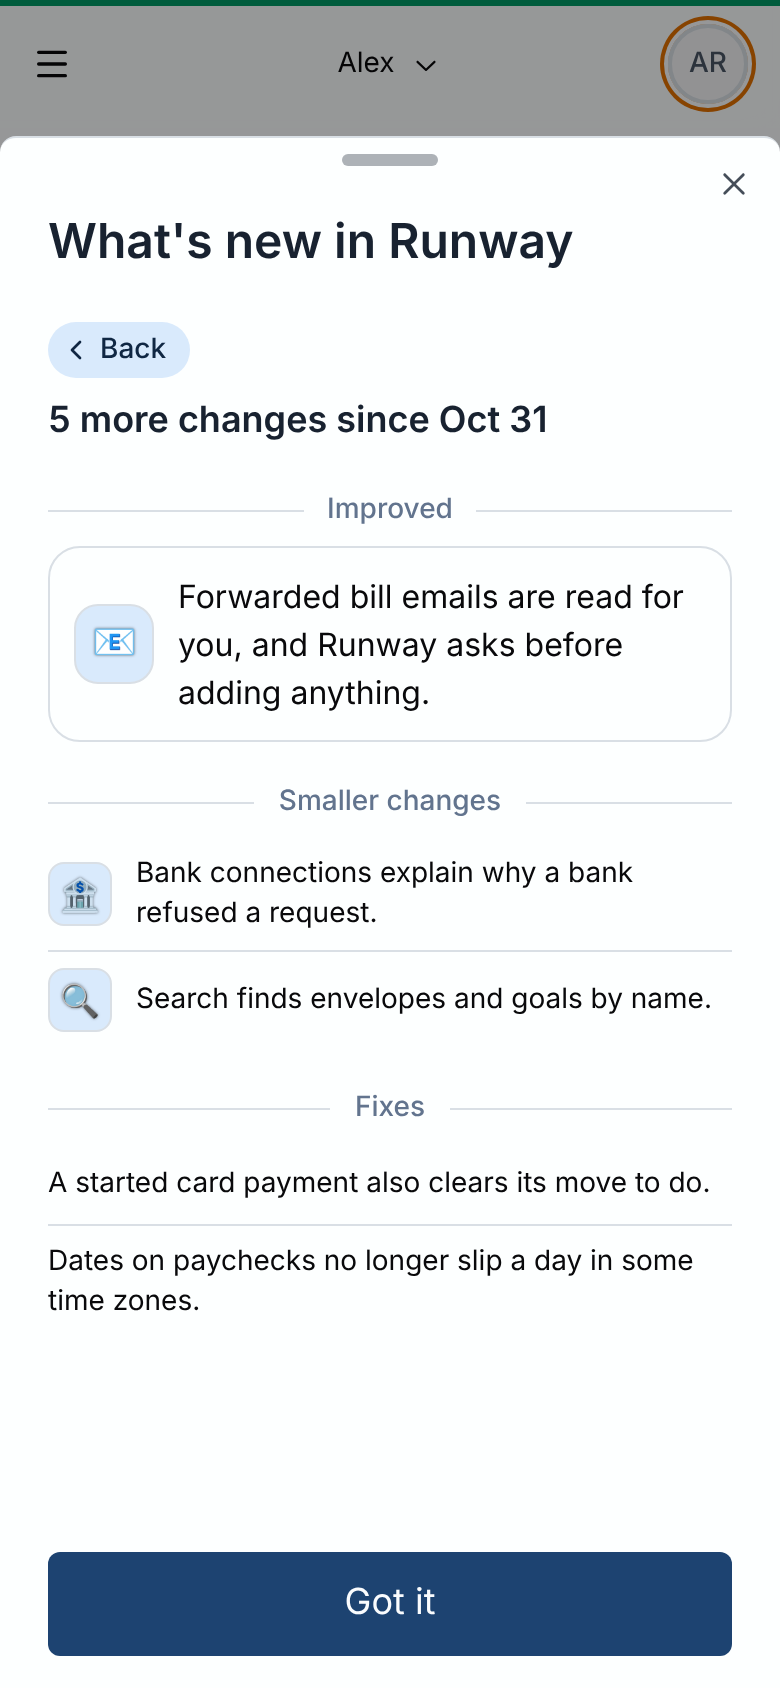 Alex
AR
What's new in Runway
Back
5 more changes since Oct 31
Improved
Forwarded bill emails are read for
you, and Runway asks before
adding anything.
Smaller changes
Bank connections explain why a bank
refused a request.
Search finds envelopes and goals by name.
Fixes
A started card payment also clears its move to do.
Dates on paychecks no longer slip a day in some
time zones.
Got it